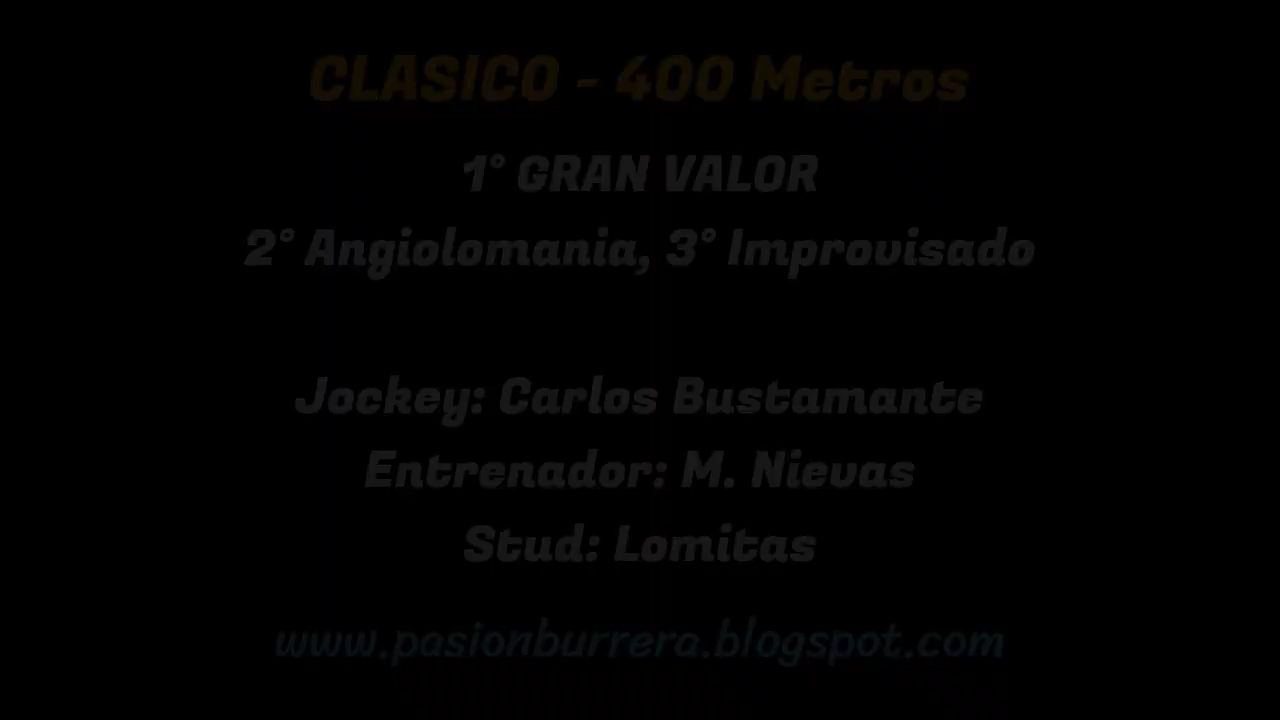 CLASICO - 400 Metros
1° GRAN VALOR
2° Angiolomania, 3° Improvisado
Jockey: Carlos Bustamante
Entrenador: M. Nievas
Stud: Lomitas
www.pasionburrera.blogspot.com